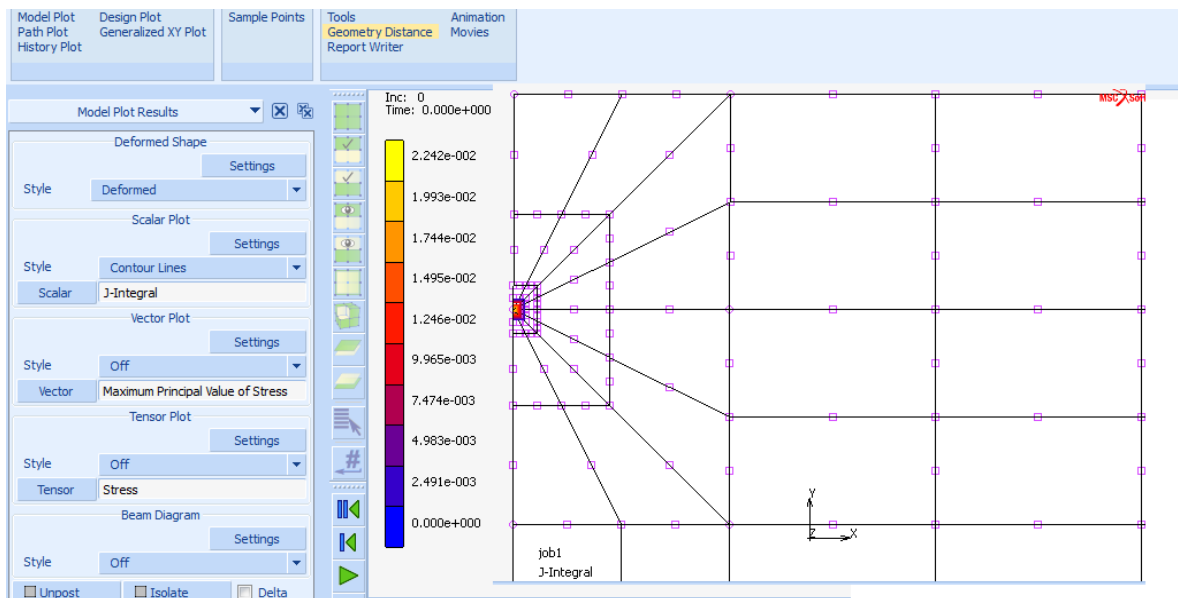 Model Plot
Design Plot
Sample Points
Tools
Animation
Path Plot
Generalized XY Plot
Geometry Distance
Movies
History Plot
Report Writer
Model Plot Results
Deformed Shape
Settings
Style Deformed
Scalar Plot
Settings
Style Contour Lines
Scalar J-Integral
Vector Plot
Settings
Style Off
Vector Maximum Principal Value of Stress
Tensor Plot
Settings
Style Off
Tensor Stress
Beam Diagram
Settings
Style Off
Unpost Isolate Delta
#
Inc: 0
Time: 0.000e+000
2.242e-002
1.993e-002
1.744e-002
1.495e-002
1.246e-002
9.965e-003
7.474e-003
4.983e-003
2.491e-003
0.000e+000
Y
Z X
job1
J-Integral